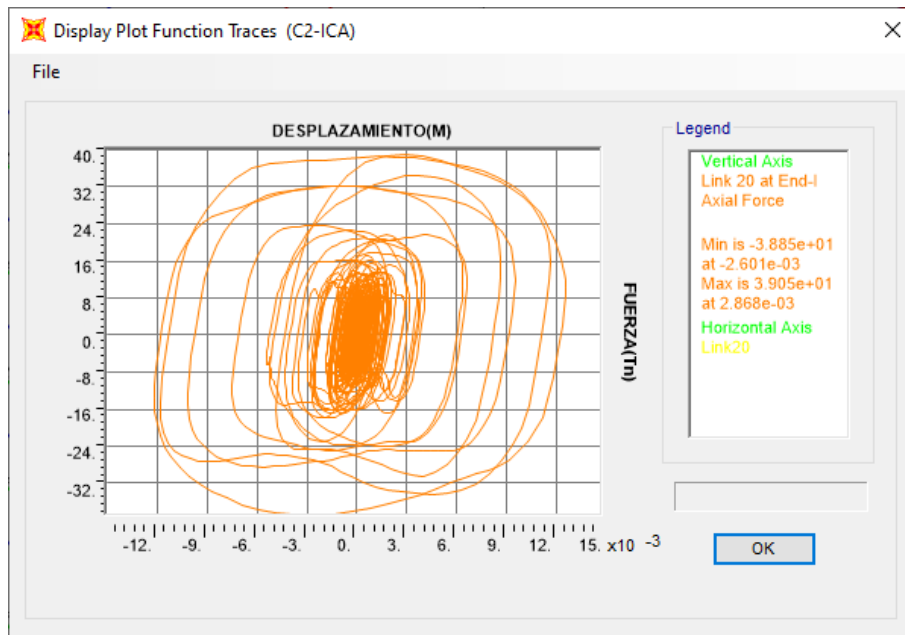 Display Plot Function Traces (C2-ICA)
File
DESPLAZAMIENTO(M)
40.
32.
24.
16.
8.
0.
-8.
-16.
-24.
-32.
FUERZA(Tn)
-12. -9. -6. -3. 0. 3. 6. 9. 12. 15. x10 -3
Legend
Vertical Axis
Link 20 at End-I
Axial Force
Min is -3.885e+01
at -2.601e-03
Max is 3.905e+01
at 2.868e-03
Horizontal Axis
Link20
OK